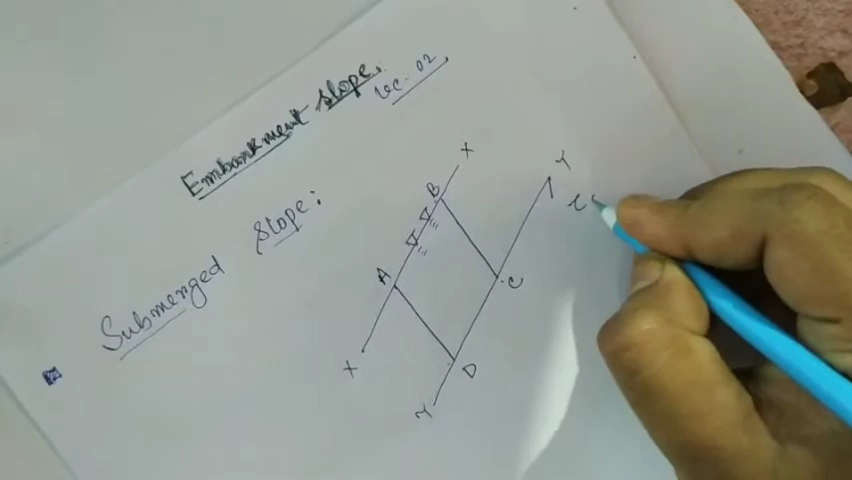 Embankment slope.
Lec-02
Submerged slope:
X
B
Y
A
C
X
D
Y